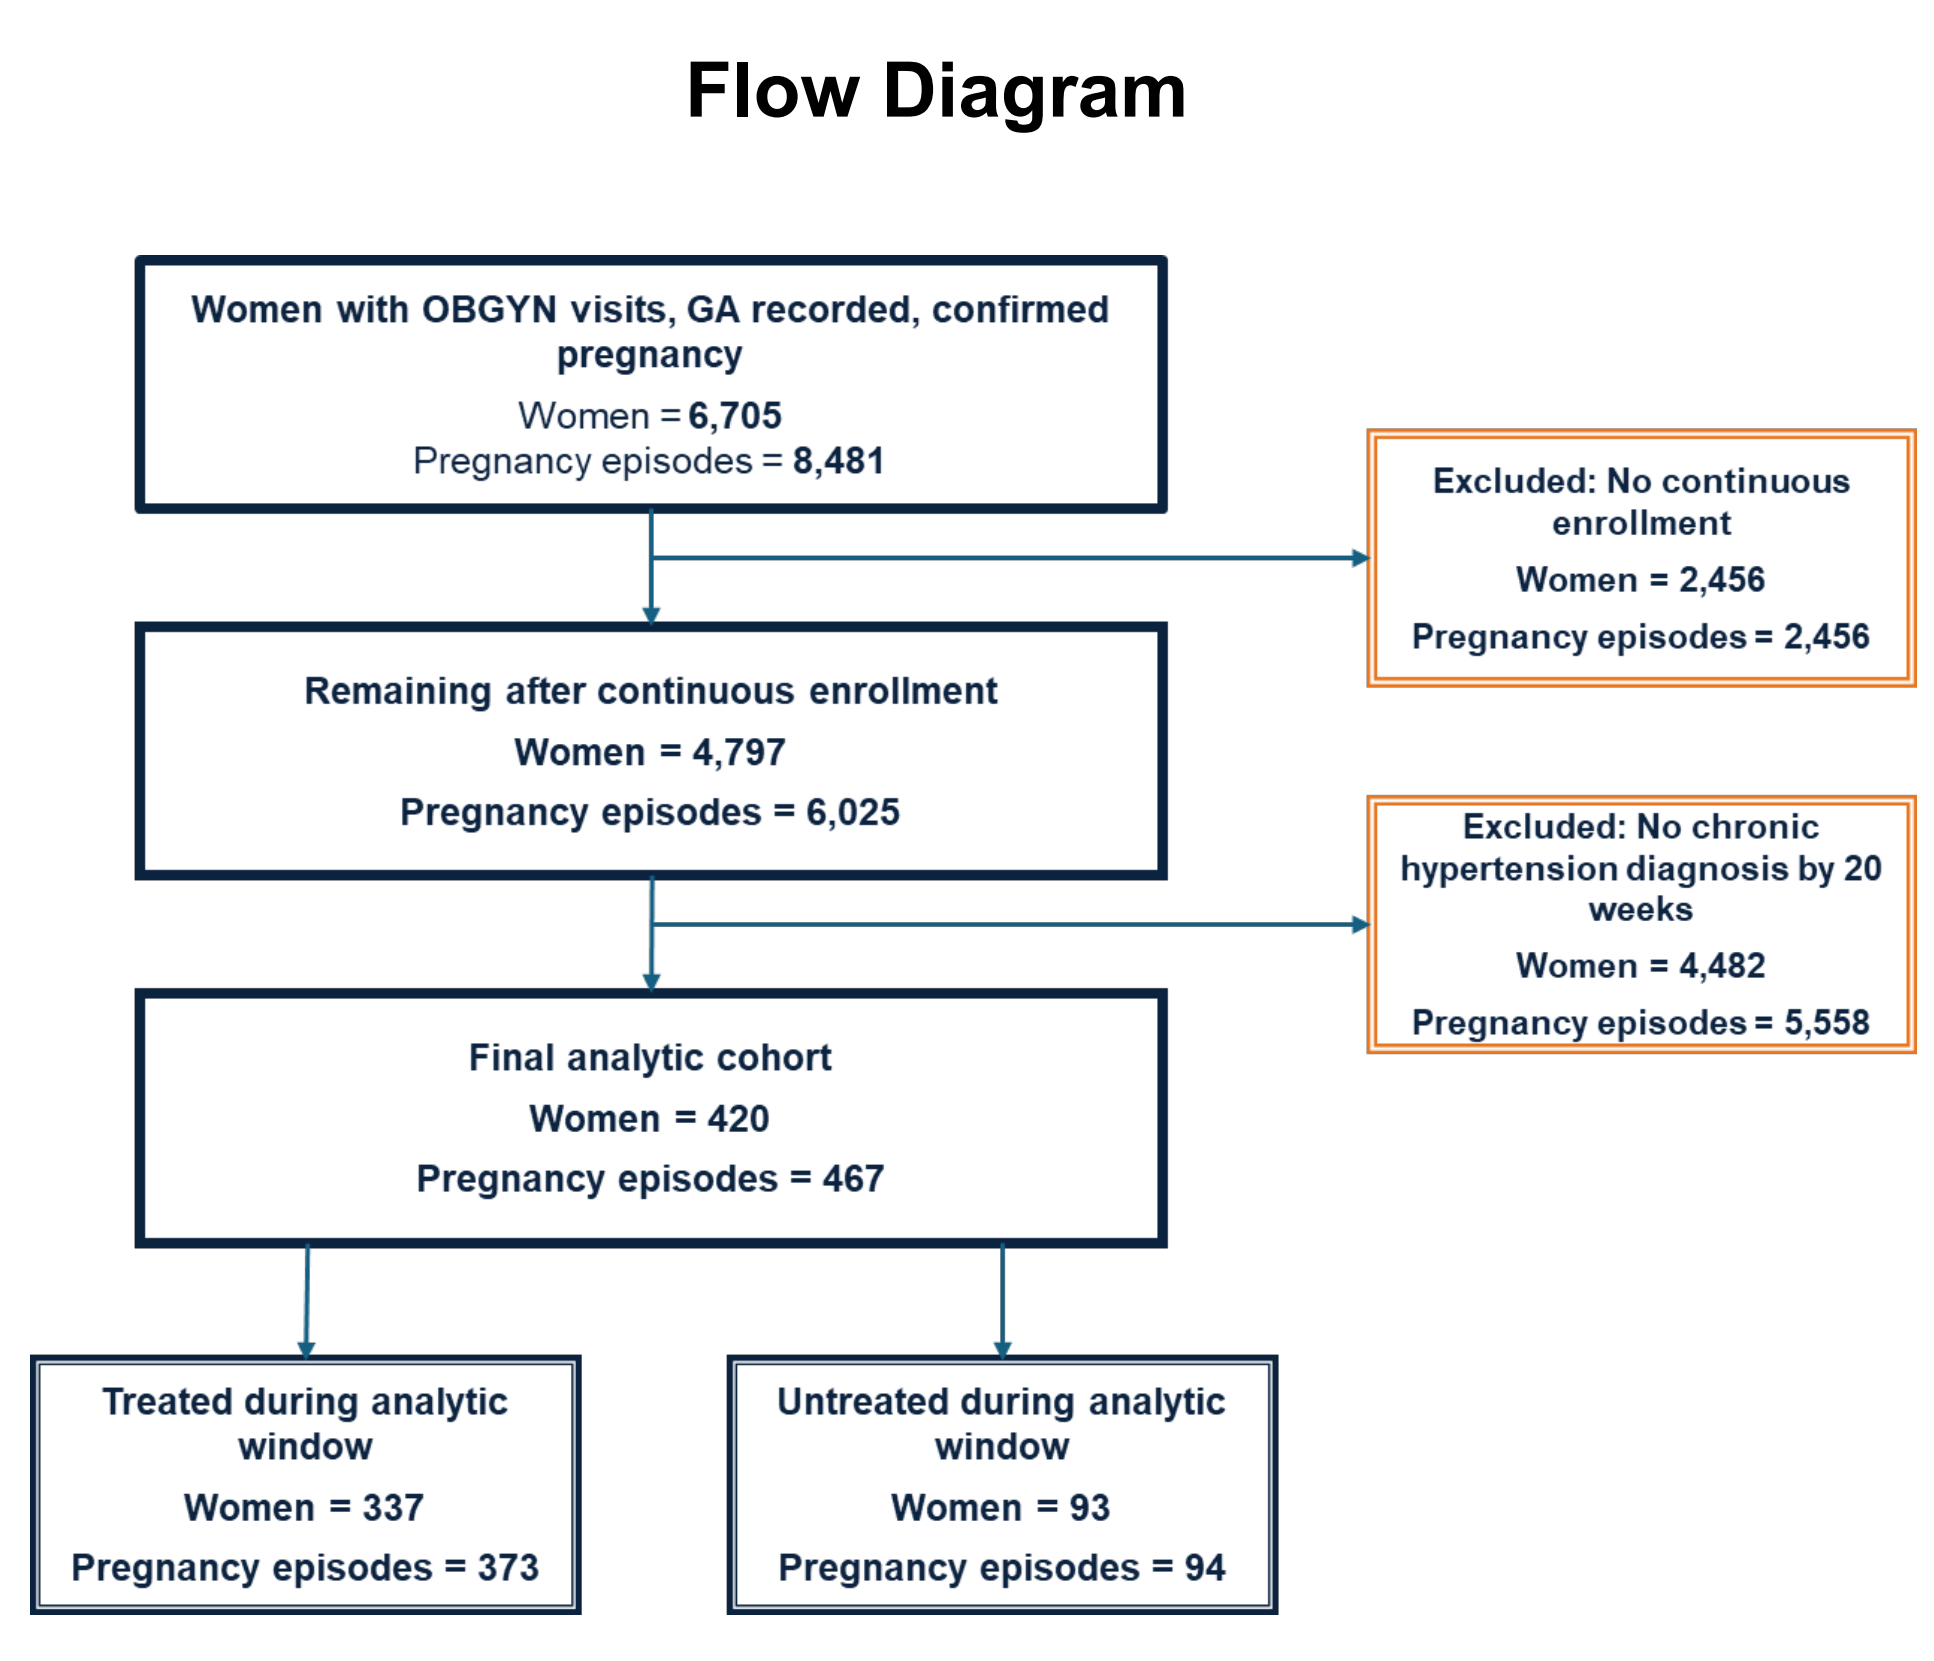 Flow Diagram
Women with OBGYN visits, GA recorded, confirmed
pregnancy
Women = 6,705
Pregnancy episodes = 8,481
Excluded: No continuous
enrollment
Women = 2,456
Pregnancy episodes = 2,456
Remaining after continuous enrollment
Women = 4,797
Pregnancy episodes = 6,025
Excluded: No chronic
hypertension diagnosis by 20
weeks
Women = 4,482
Pregnancy episodes = 5,558
Final analytic cohort
Women = 420
Pregnancy episodes = 467
Treated during analytic
window
Women = 337
Pregnancy episodes = 373
Untreated during analytic
window
Women = 93
Pregnancy episodes = 94